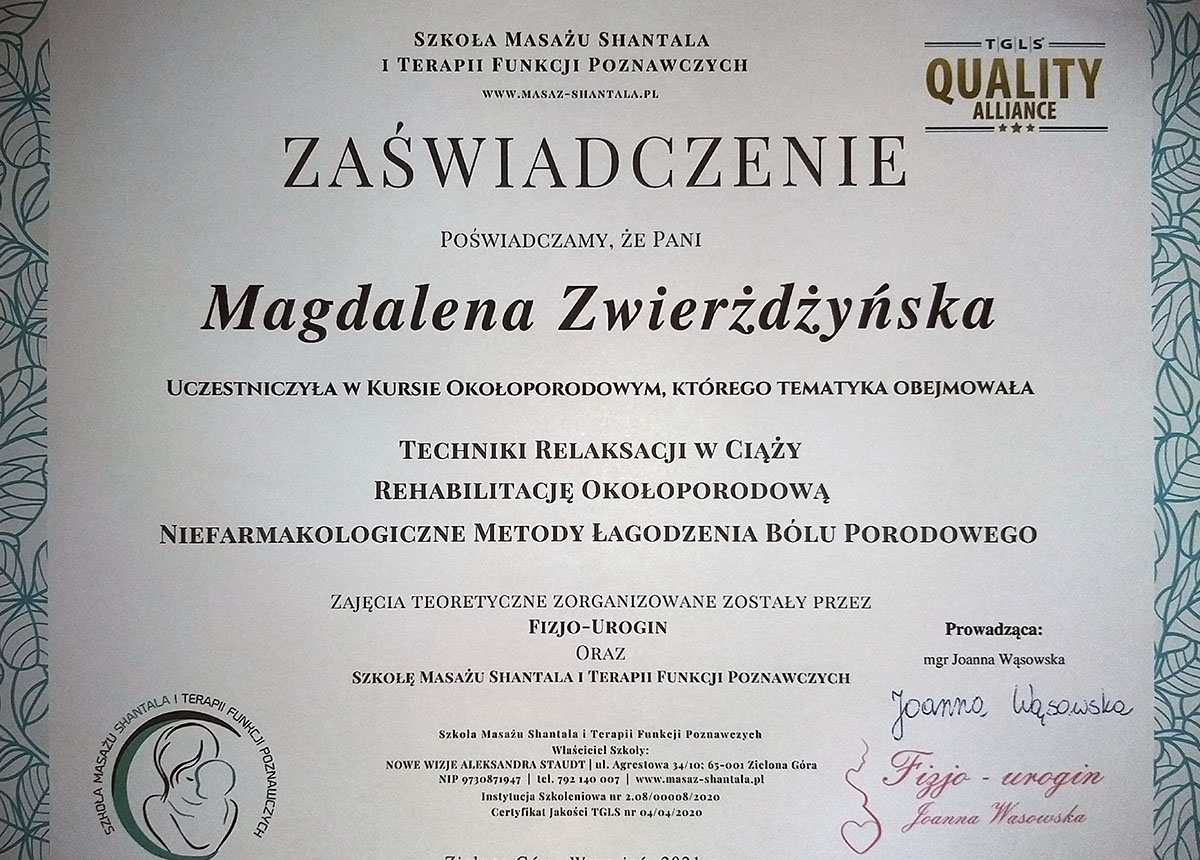 SZKOŁA MASAŻU SHANTALA
I TERAPII FUNKCJI POZNAWCZYCH
WWW.MASAZ-SHANTALA.PL
TGLS
QUALITY
ALLIANCE
ZAŚWIADCZENIE
POŚWIADCZAMY, ŻE PANI
Magdalena Zwierżdżyńska
UCZESTNICZYŁA W KURSIE OKOŁOPORODOWYM, KTÓREGO TEMATYKA OBEJMOWAŁA
TECHNIKI RELAKSACJI W CIĄŻY
REHABILITACJĘ OKOŁOPORODOWĄ
NIEFARMAKOLOGICZNE METODY ŁAGODZENIA BÓLU PORODOWEGO
ZAJĘCIA TEORETYCZNE ZORGANIZOWANE ZOSTAŁY PRZEZ
FIZJO-UROGIN
ORAZ
SZKOŁĘ MASAŻU SHANTALA I TERAPII FUNKCJI POZNAWCZYCH
Prowadząca:
mgr Joanna Wąsowska
Joanna Wąsowska
Fizjo - urogin
Joanna Wąsowska
SZKOŁA MASAŻU SHANTALA I TERAPII FUNKCJI POZNAWCZYCH
Szkoła Masażu Shantala i Terapii Funkcji Poznawczych
Właściciel Szkoły:
NOWE WIZJE ALEKSANDRA STAUDT | ul. Agrestowa 34/10; 65-001 Zielona Góra
NIP 9730871947 | tel. 792 140 007 | www.masaz-shantala.pl
Instytucja Szkoleniowa nr 2.08/00008/2020
Certyfikat Jakości TGLS nr 04/04/2020